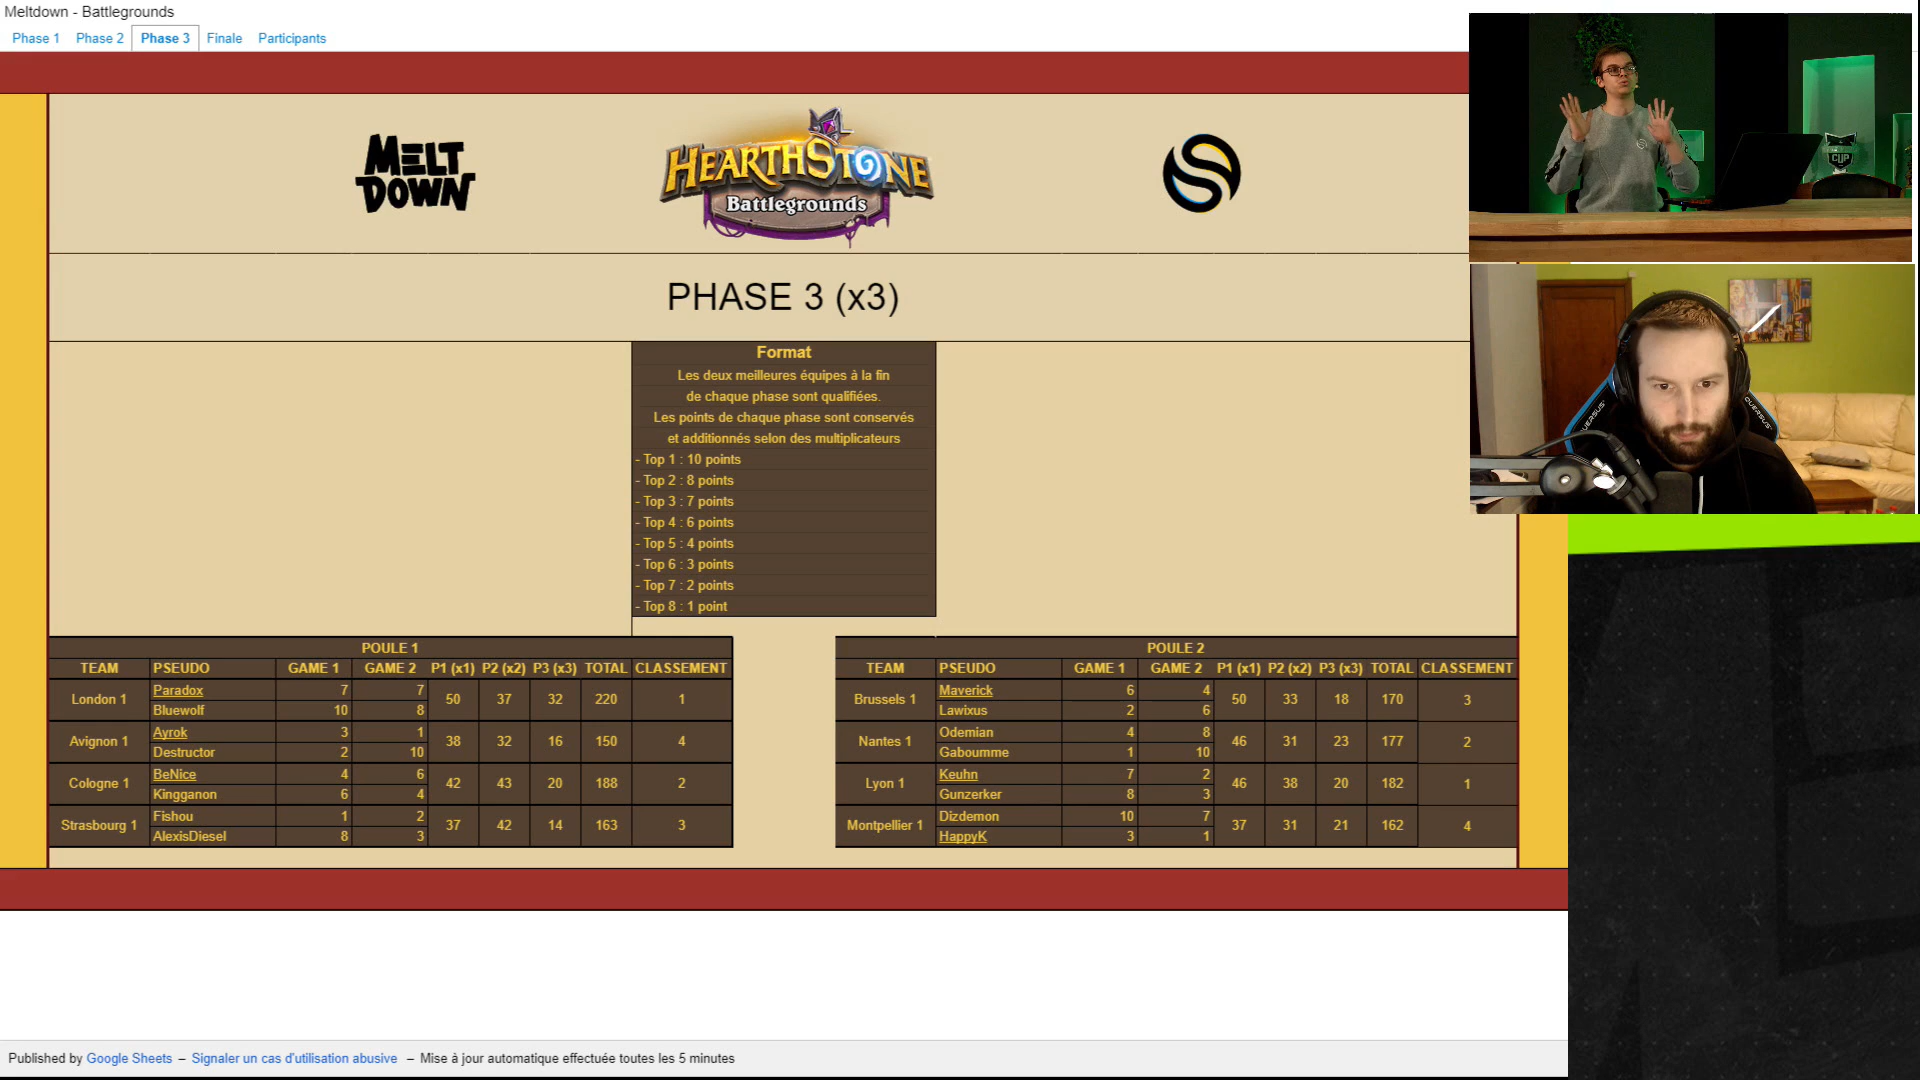 Meltdown - Battlegrounds
Phase 1 Phase 2 Phase 3 Finale Participants
MELT DOWN
HEARTHSTONE
Battlegrounds
PHASE 3 (x3)
Format
Les deux meilleures équipes à la fin
de chaque phase sont qualifiées.
Les points de chaque phase sont conservés
et additionnés selon des multiplicateurs
- Top 1 : 10 points
- Top 2 : 8 points
- Top 3 : 7 points
- Top 4 : 6 points
- Top 5 : 4 points
- Top 6 : 3 points
- Top 7 : 2 points
- Top 8 : 1 point
POULE 1
TEAM PSEUDO GAME 1 GAME 2 P1 (x1) P2 (x2) P3 (x3) TOTAL CLASSEMENT
London 1 Paradox 7 7 50 37 32 220 1
Bluewolf 10 8
Avignon 1 Ayrok 3 1 38 32 16 150 4
Destructor 2 10
Cologne 1 BeNice 4 6 42 43 20 188 2
Kingganon 6 4
Strasbourg 1 Fishou 1 2 37 42 14 163 3
AlexisDiesel 8 3
POULE 2
TEAM PSEUDO GAME 1 GAME 2 P1 (x1) P2 (x2) P3 (x3) TOTAL CLASSEMENT
Brussels 1 Maverick 6 4 50 33 18 170 3
Lawixus 2 6
Nantes 1 Odemian 4 8 46 31 23 177 2
Gaboumme 1 10
Lyon 1 Keuhn 7 2 46 38 20 182 1
Gunzerker 8 3
Montpellier 1 Dizdemon 10 7 37 31 21 162 4
HappyK 3 1
CUP
QUERSUS
QUERSUS
Published by Google Sheets – Signaler un cas d'utilisation abusive – Mise à jour automatique effectuée toutes les 5 minutes